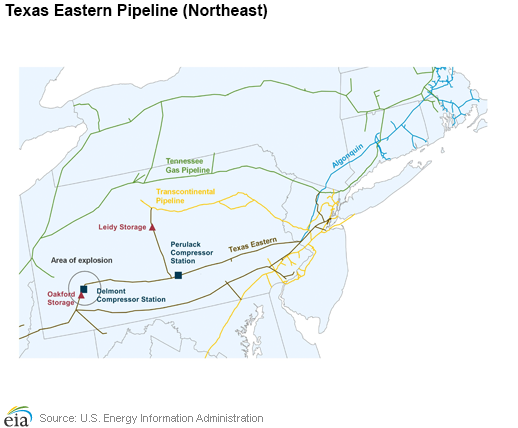 Texas Eastern Pipeline (Northeast)
Algonquin
Tennessee
Gas Pipeline
Transcontinental
Pipeline
Leidy Storage
Texas Eastern
Perulack
Compressor
Station
Area of explosion
Oakford
Storage
Delmont
Compressor Station
eia
Source: U.S. Energy Information Administration